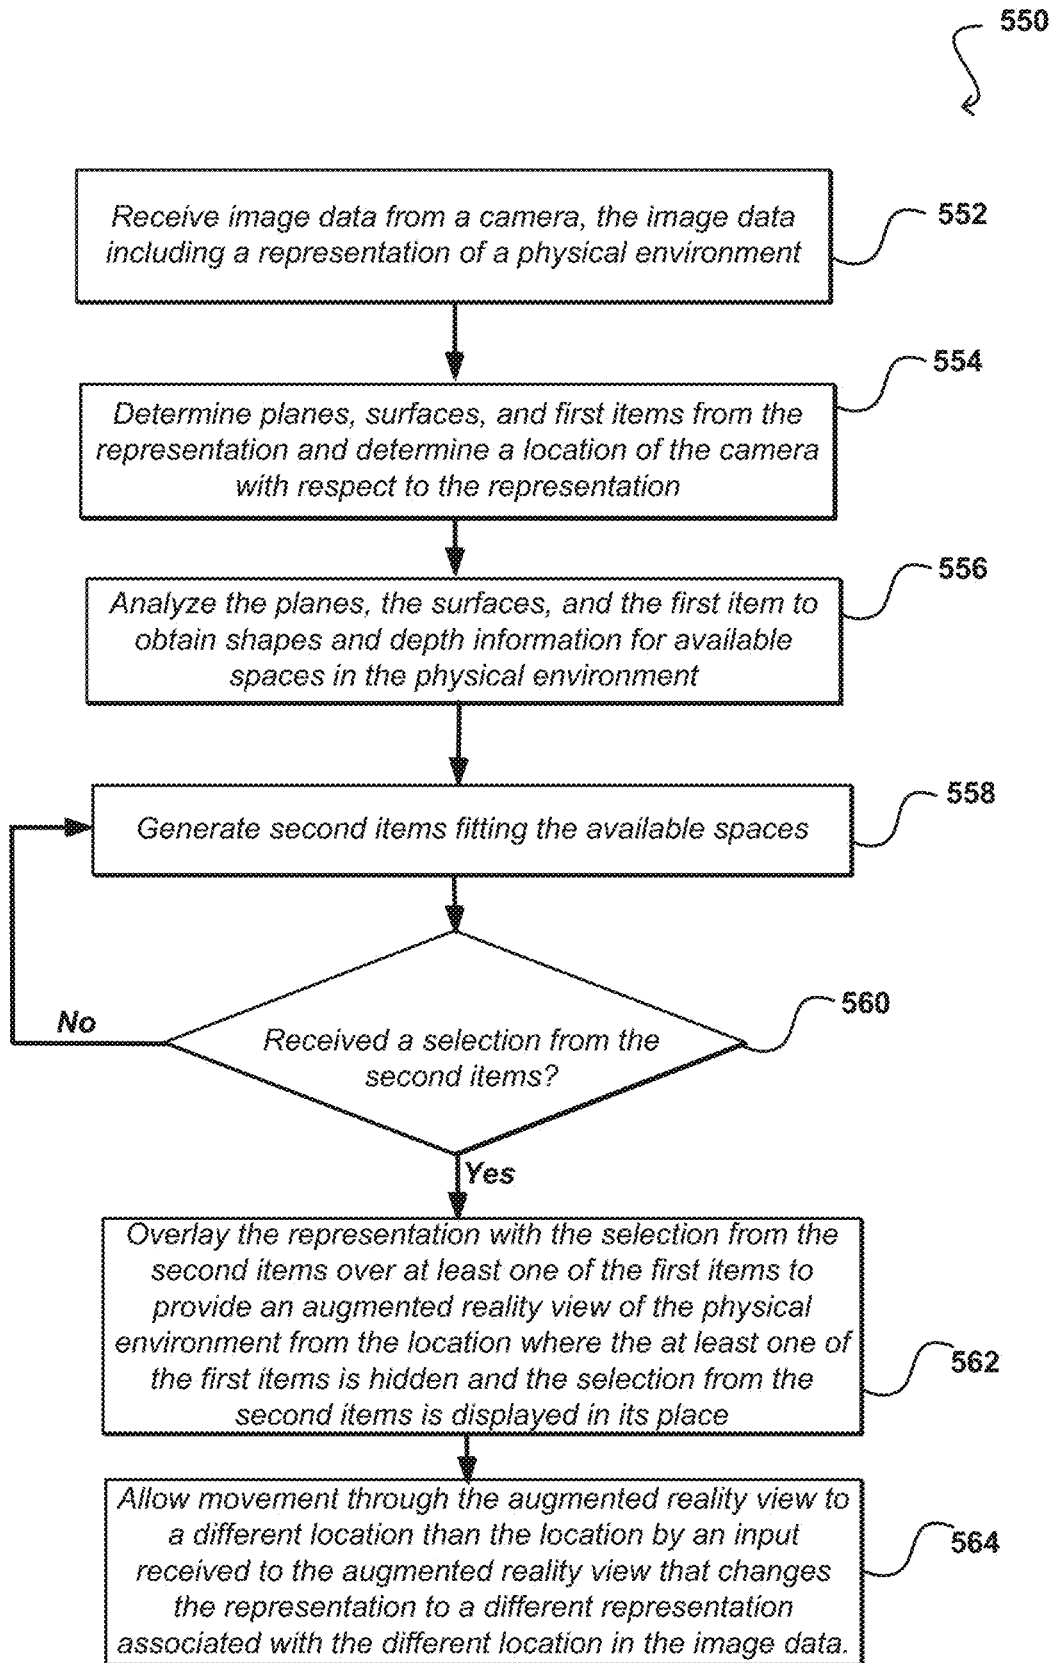 550
Receive image data from a camera, the image data
including a representation of a physical environment
552
554
Determine planes, surfaces, and first items from the
representation and determine a location of the camera
with respect to the representation
556
Analyze the planes, the surfaces, and the first item to
obtain shapes and depth information for available
spaces in the physical environment
558
Generate second items fitting the available spaces
560
No
Received a selection from the
second items?
Yes
Overlay the representation with the selection from the
second items over at least one of the first items to
provide an augmented reality view of the physical
environment from the location where the at least one of
the first items is hidden and the selection from the
second items is displayed in its place
562
Allow movement through the augmented reality view to
a different location than the location by an input
received to the augmented reality view that changes
the representation to a different representation
associated with the different location in the image data.
564